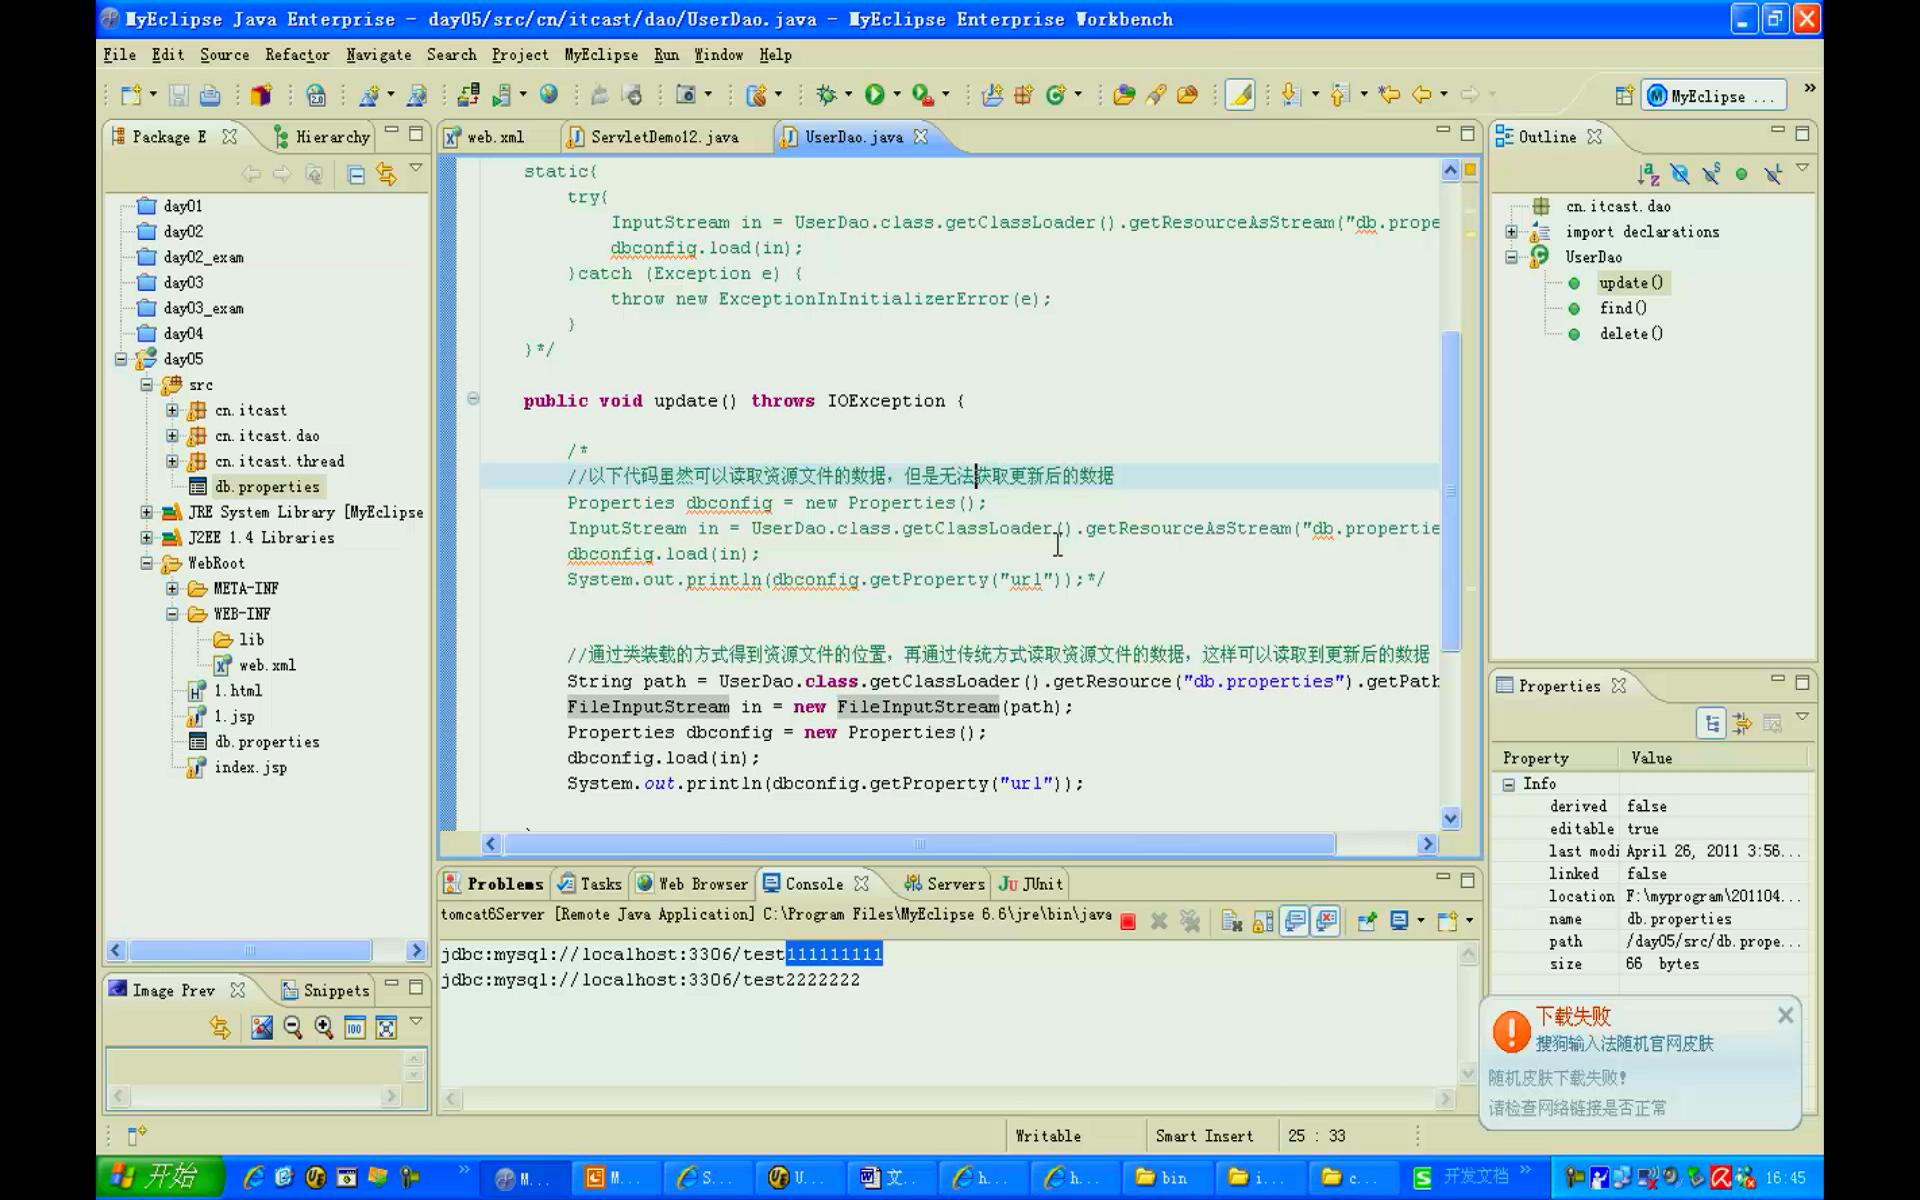 MyEclipse Java Enterprise - day05/src/cn/itcast/dao/UserDao.java - MyEclipse Enterprise Workbench
File Edit Source Refactor Navigate Search Project MyEclipse Run Window Help
MyEclipse ...
Package E
Hierarchy
day01
day02
day02_exam
day03
day03_exam
day04
day05
src
cn.itcast
cn.itcast.dao
cn.itcast.thread
db.properties
JRE System Library [MyEclipse
J2EE 1.4 Libraries
WebRoot
META-INF
WEB-INF
lib
web.xml
1.html
1.jsp
db.properties
index.jsp
Image Prev
Snippets
web.xml
ServletDemo12.java
UserDao.java
static{
try{
InputStream in = UserDao.class.getClassLoader().getResourceAsStream("db.prope
dbconfig.load(in);
}catch (Exception e) {
throw new ExceptionInInitializerError(e);
}
}*/
public void update() throws IOException {
/*
//以下代码虽然可以读取资源文件的数据，但是无法获取更新后的数据
Properties dbconfig = new Properties();
InputStream in = UserDao.class.getClassLoader().getResourceAsStream("db.propertie
dbconfig.load(in);
System.out.println(dbconfig.getProperty("url"));*/
//通过类装载的方式得到资源文件的位置，再通过传统方式读取资源文件的数据，这样可以读取到更新后的数据
String path = UserDao.class.getClassLoader().getResource("db.properties").getPath
FileInputStream in = new FileInputStream(path);
Properties dbconfig = new Properties();
dbconfig.load(in);
System.out.println(dbconfig.getProperty("url"));
Problems
Tasks
Web Browser
Console
Servers
JUnit
tomcat6Server [Remote Java Application] C:\Program Files\MyEclipse 6.6\jre\bin\java
jdbc:mysql://localhost:3306/test111111111
jdbc:mysql://localhost:3306/test2222222
Outline
cn.itcast.dao
import declarations
UserDao
update()
find()
delete()
Properties
Property Value
Info
derived false
editable true
last modi April 26, 2011 3:56...
linked false
location F:\myprogram\201104...
name db.properties
path /day05/src/db.prope...
size 66 bytes
下载失败
搜狗输入法随机官网皮肤
随机皮肤下载失败!
请检查网络链接是否正常
Writable
Smart Insert
25 : 33
开始
M...
M...
S...
U...
文..
h...
h...
bin
i...
c...
开发文档
16:45